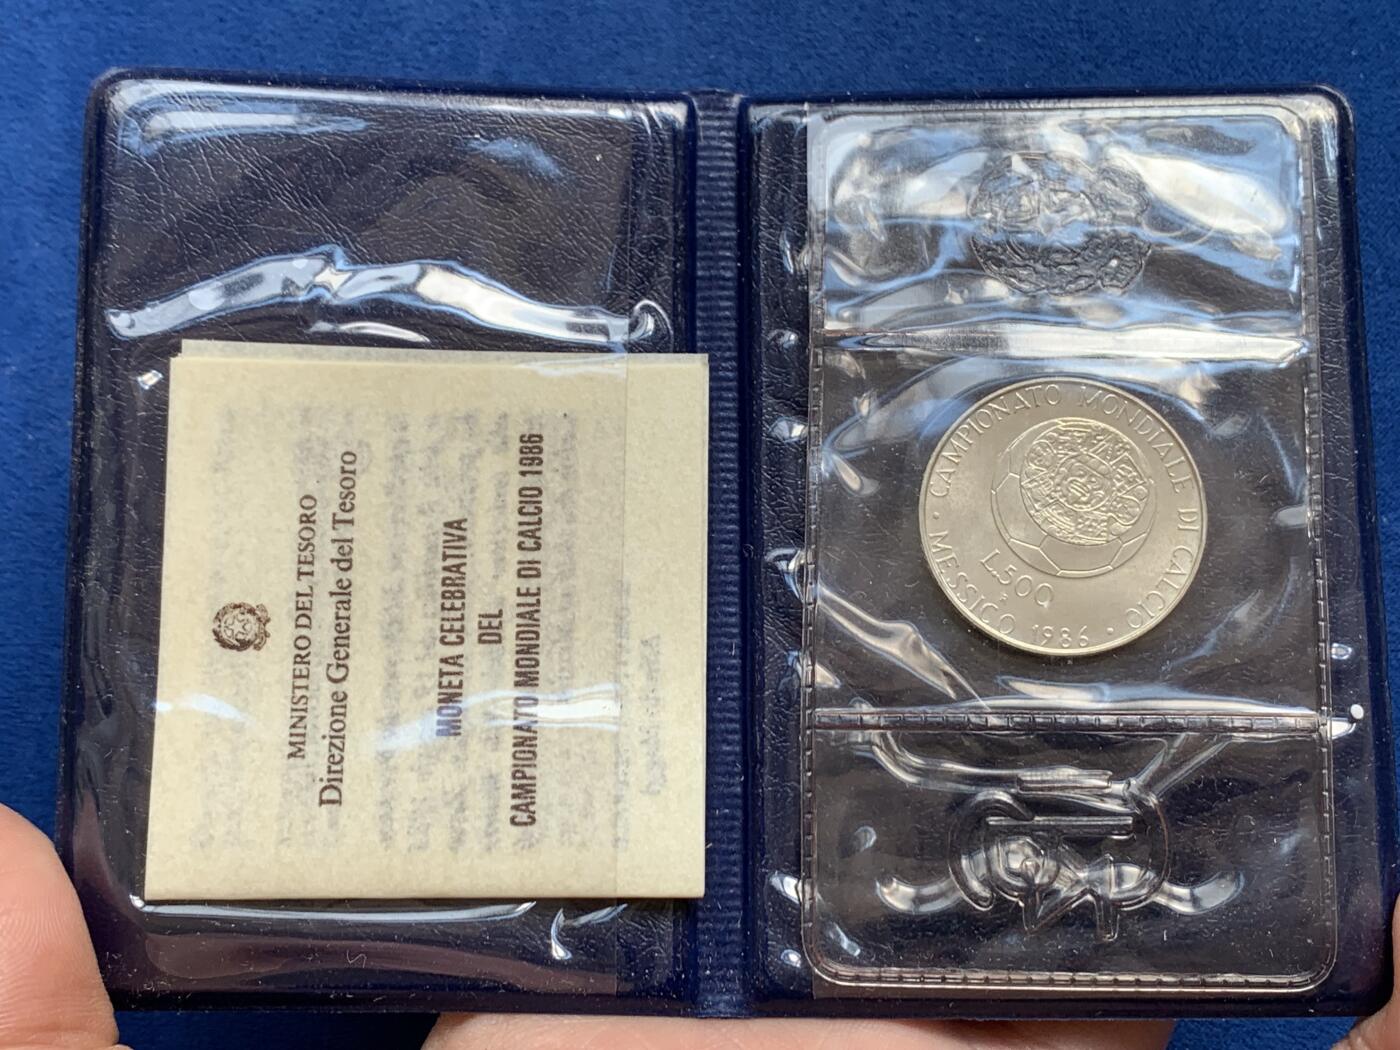 MINISTERO DEL TESORO
Direzione Generale del Tesoro
MONETA CELEBRATIVA
DEL
CAMPIONATO MONDIALE DI CALCIO 1986
CAMPIONATO MONDIALE DI CALCIO
L.500
MESSICO 1986